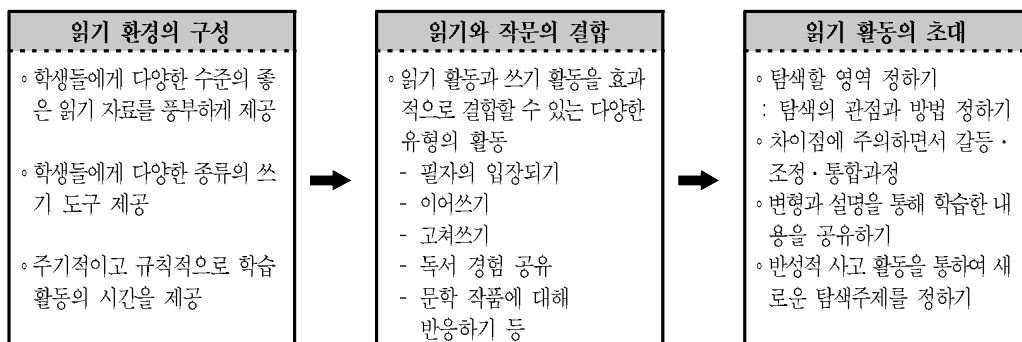 읽기 환경의 구성
◦ 학생들에게 다양한 수준의 좋
은 읽기 자료를 풍부하게 제공
◦ 학생들에게 다양한 종류의 쓰
기 도구 제공
◦ 주기적이고 규칙적으로 학습
활동의 시간을 제공
읽기와 작문의 결합
◦ 읽기 활동과 쓰기 활동을 효과
적으로 결합할 수 있는 다양한
유형의 활동
- 필자의 입장되기
- 이어쓰기
- 고쳐쓰기
- 독서 경험 공유
- 문학 작품에 대해
반응하기 등
읽기 활동의 초대
◦ 탐색할 영역 정하기
: 탐색의 관점과 방법 정하기
◦ 차이점에 주의하면서 갈등·
조정·통합과정
◦ 변형과 설명을 통해 학습한 내
용을 공유하기
◦ 반성적 사고 활동을 통하여 새
로운 탐색주제를 정하기